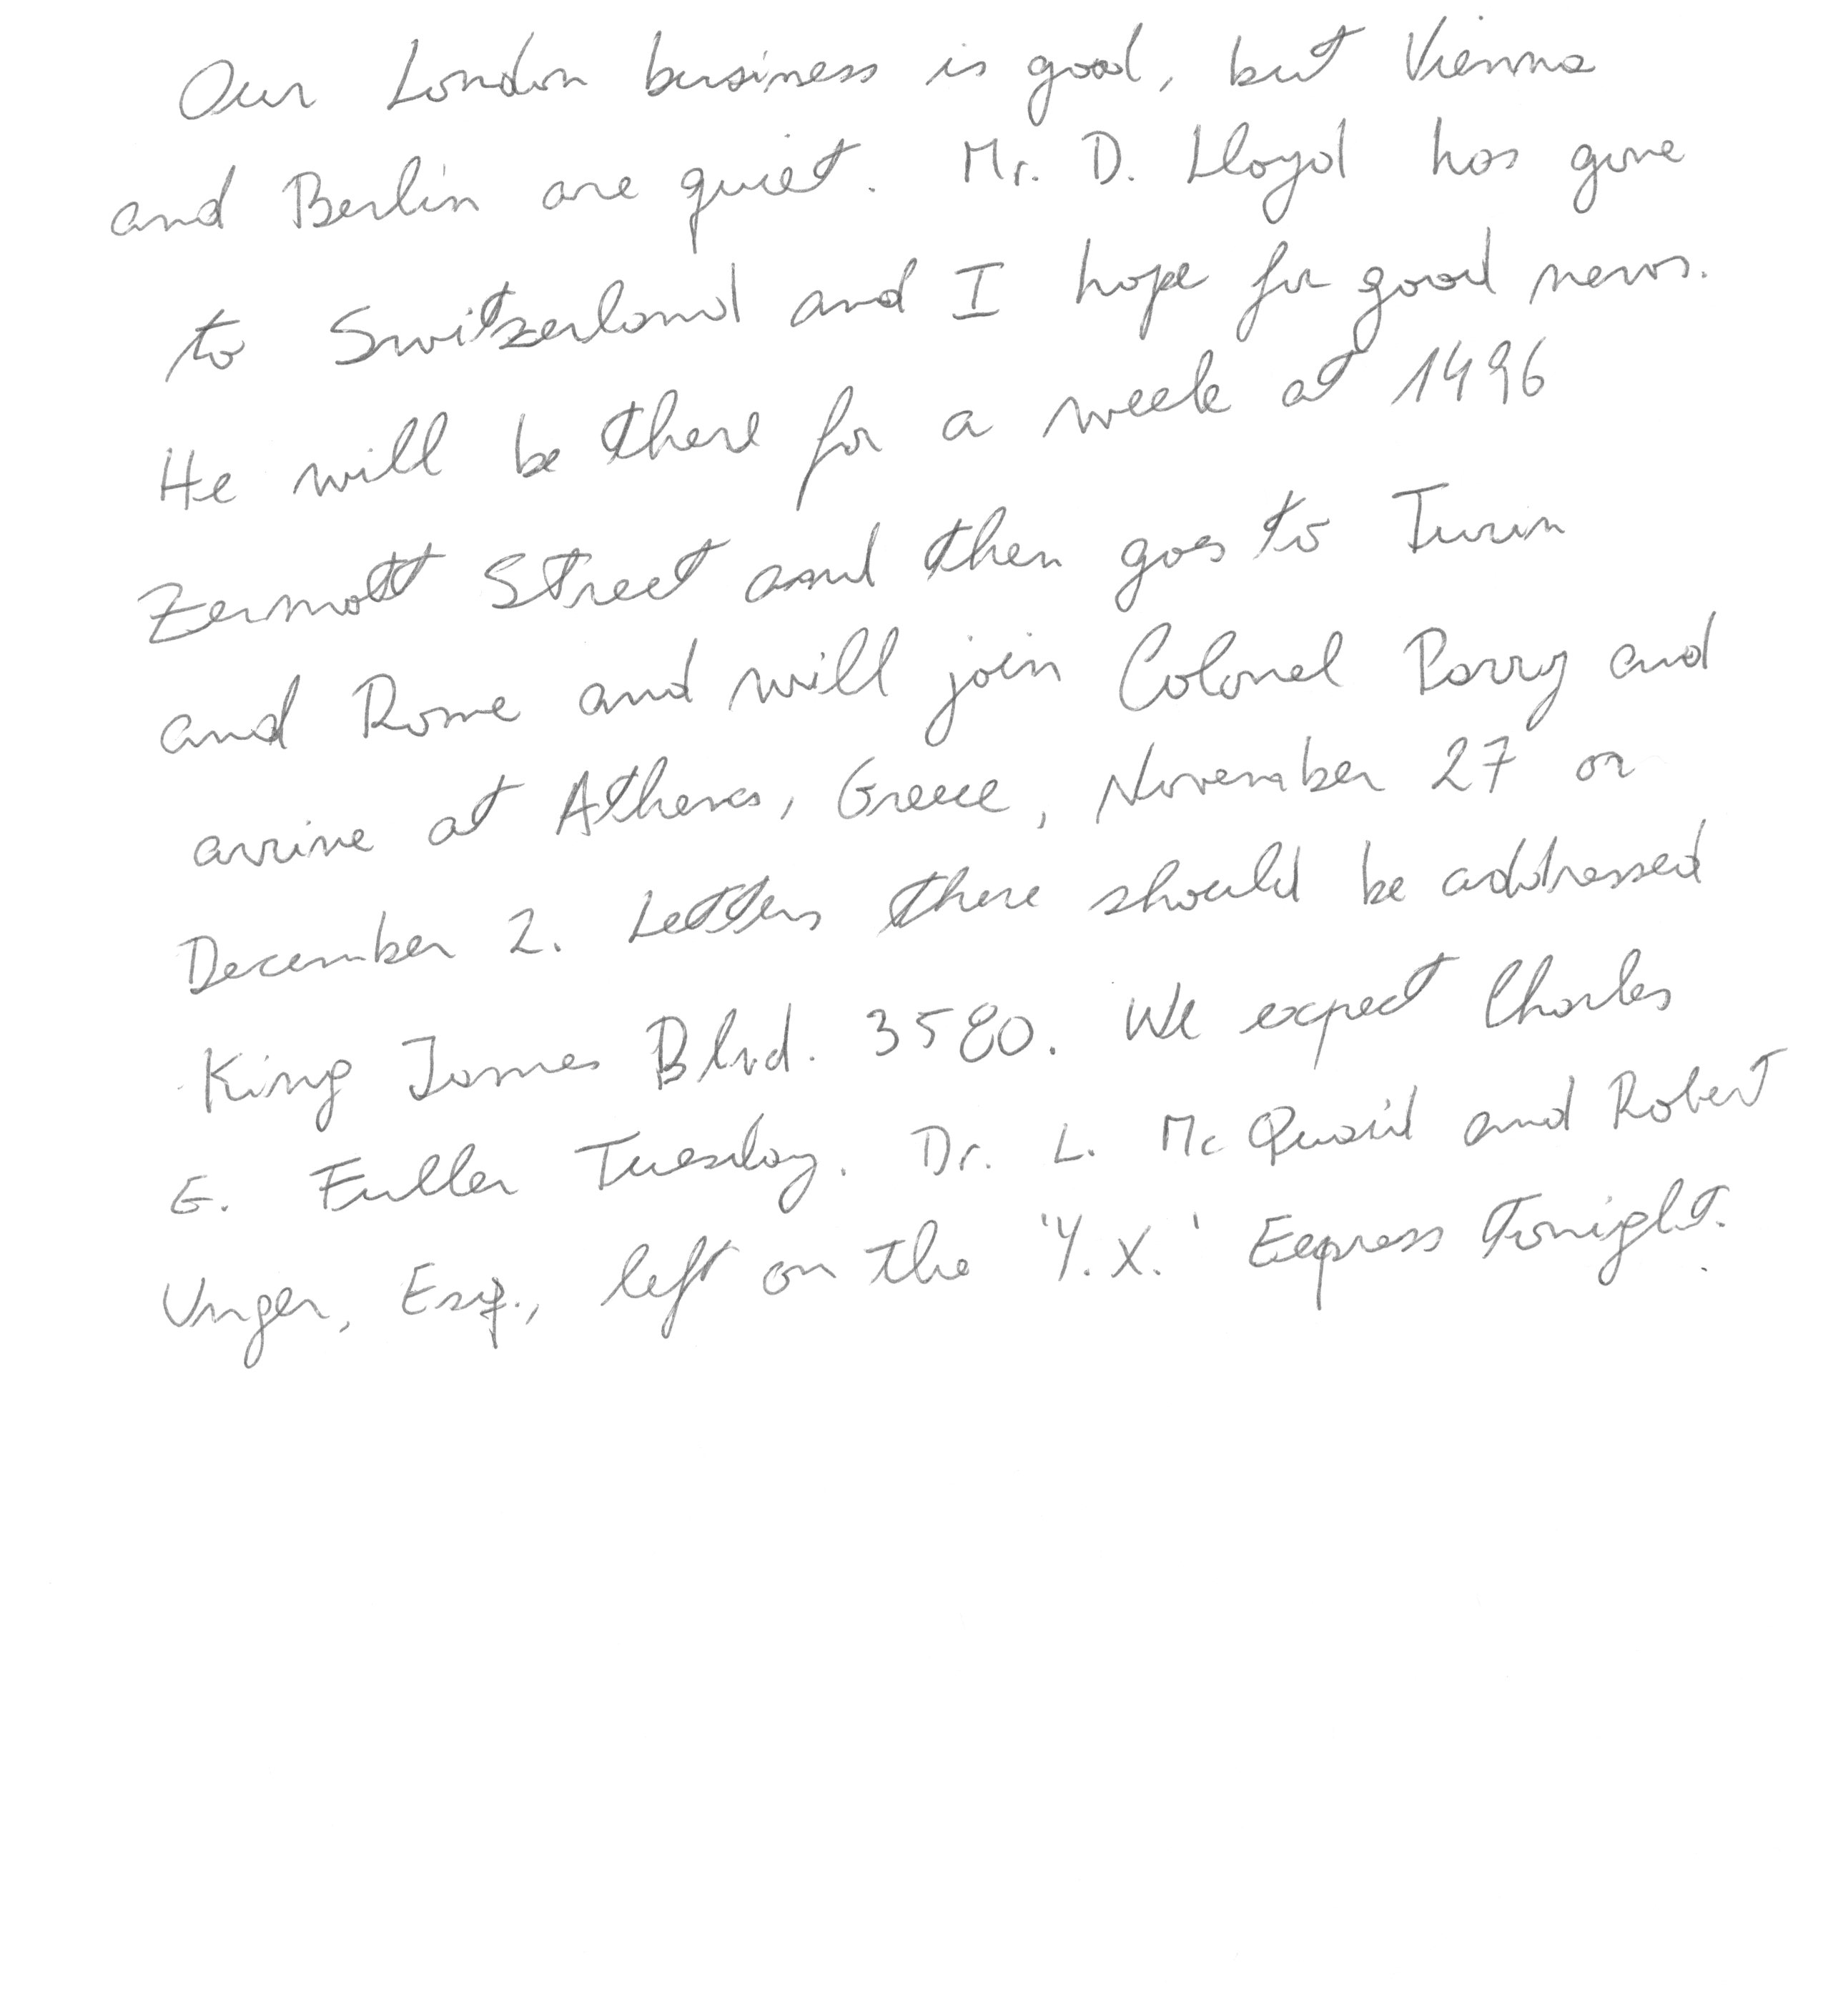 Our London business is good, but Vienna
and Berlin are quiet. Mr. D. Lloyd has gone
to Switzerland and I hope for good news.
He will be there for a week at 1496
Zermott Street and then goes to Turin
and Rome and will join Colonel Parry and
arrive at Athens, Greece, November 27 or
December 2. Letters there should be addressed
King James Blvd. 3580. We expect Charles
E. Fuller Tuesday. Dr. L. Mc Quaid and Robert
Unger, Esq., left on the 'Y.X.' Express Tonight.